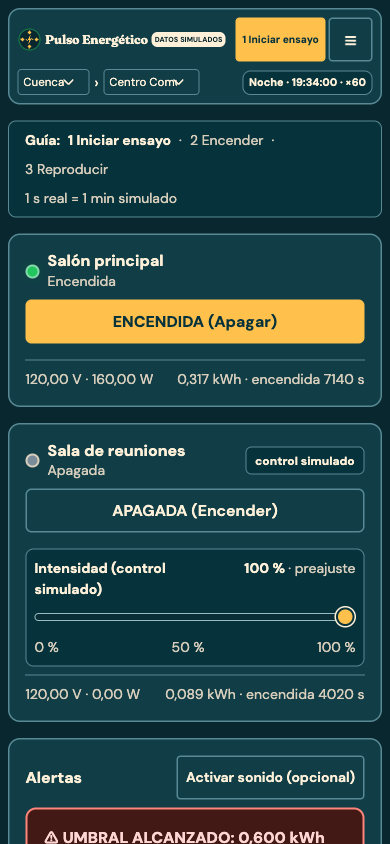 Pulso Energético DATOS SIMULADOS 1 Iniciar ensayo
Cuenca › Centro Com Noche · 19:34:00 · ×60
Guía: 1 Iniciar ensayo · 2 Encender ·
3 Reproducir
1 s real = 1 min simulado
Salón principal
Encendida
ENCENDIDA (Apagar)
120,00 V · 160,00 W 0,317 kWh · encendida 7140 s
Sala de reuniones
Apagada
control simulado
APAGADA (Encender)
Intensidad (control simulado) 100 % · preajuste
0 % 50 % 100 %
120,00 V · 0,00 W 0,089 kWh · encendida 4020 s
Alertas Activar sonido (opcional)
⚠ UMBRAL ALCANZADO: 0,600 kWh